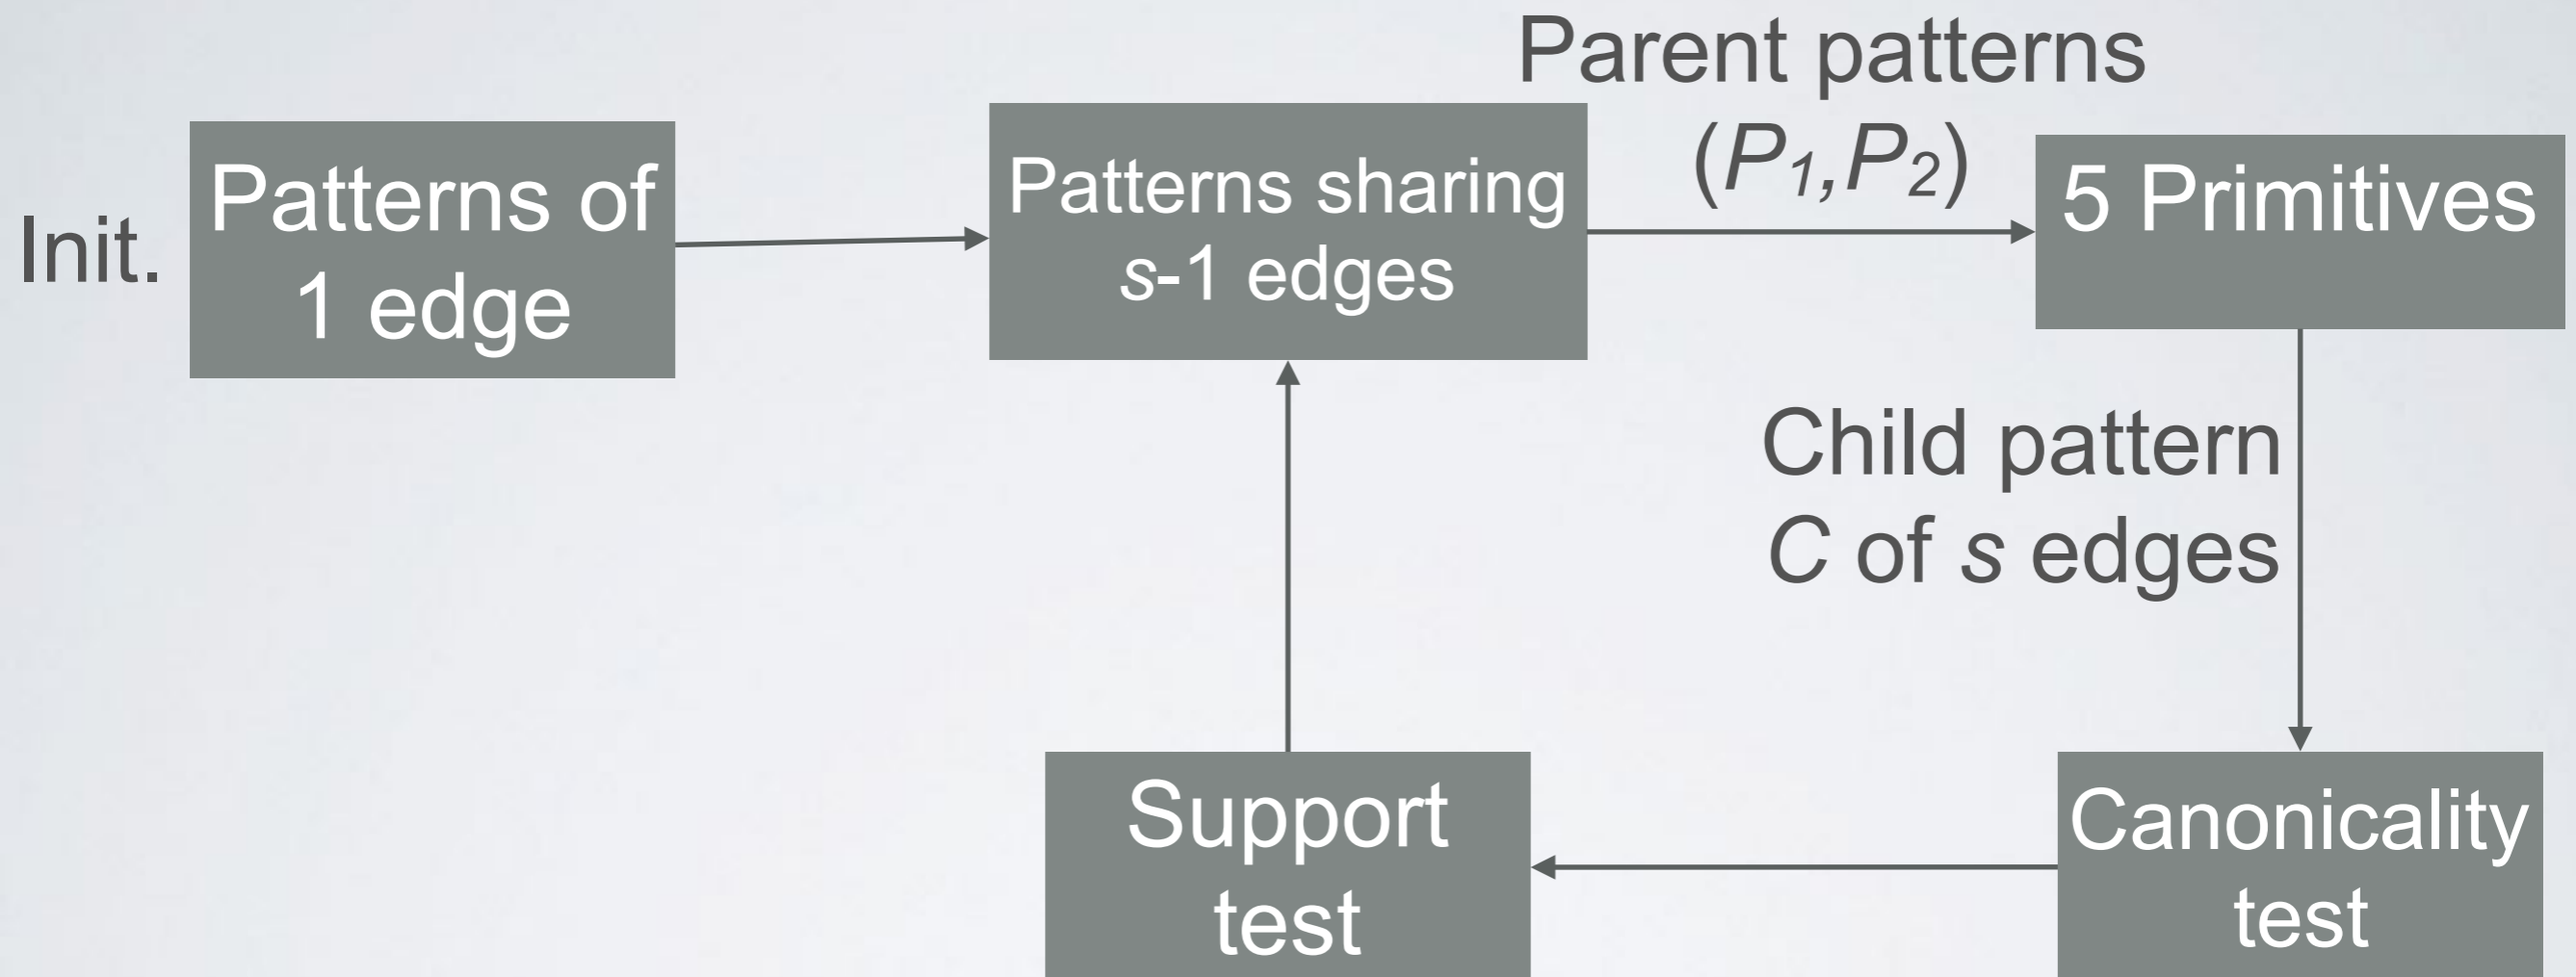 Init.
Patterns of
1 edge
Patterns sharing
s-1 edges
Parent patterns
(P1,P2)
5 Primitives
Child pattern
C of s edges
Support
test
Canonicality
test